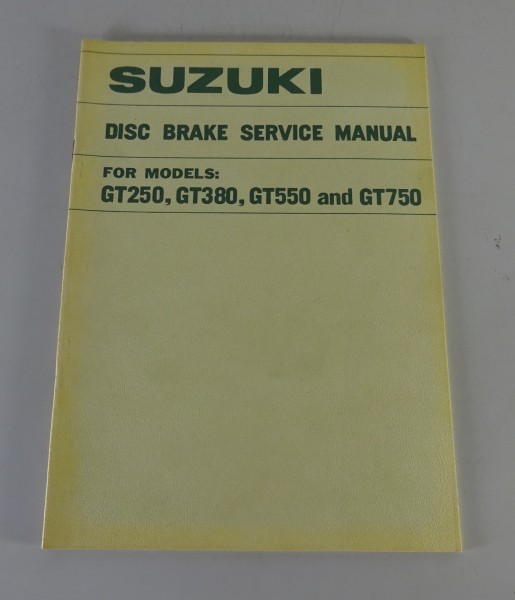 SUZUKI
DISC BRAKE SERVICE MANUAL
FOR MODELS:
GT250, GT380, GT550 and GT750